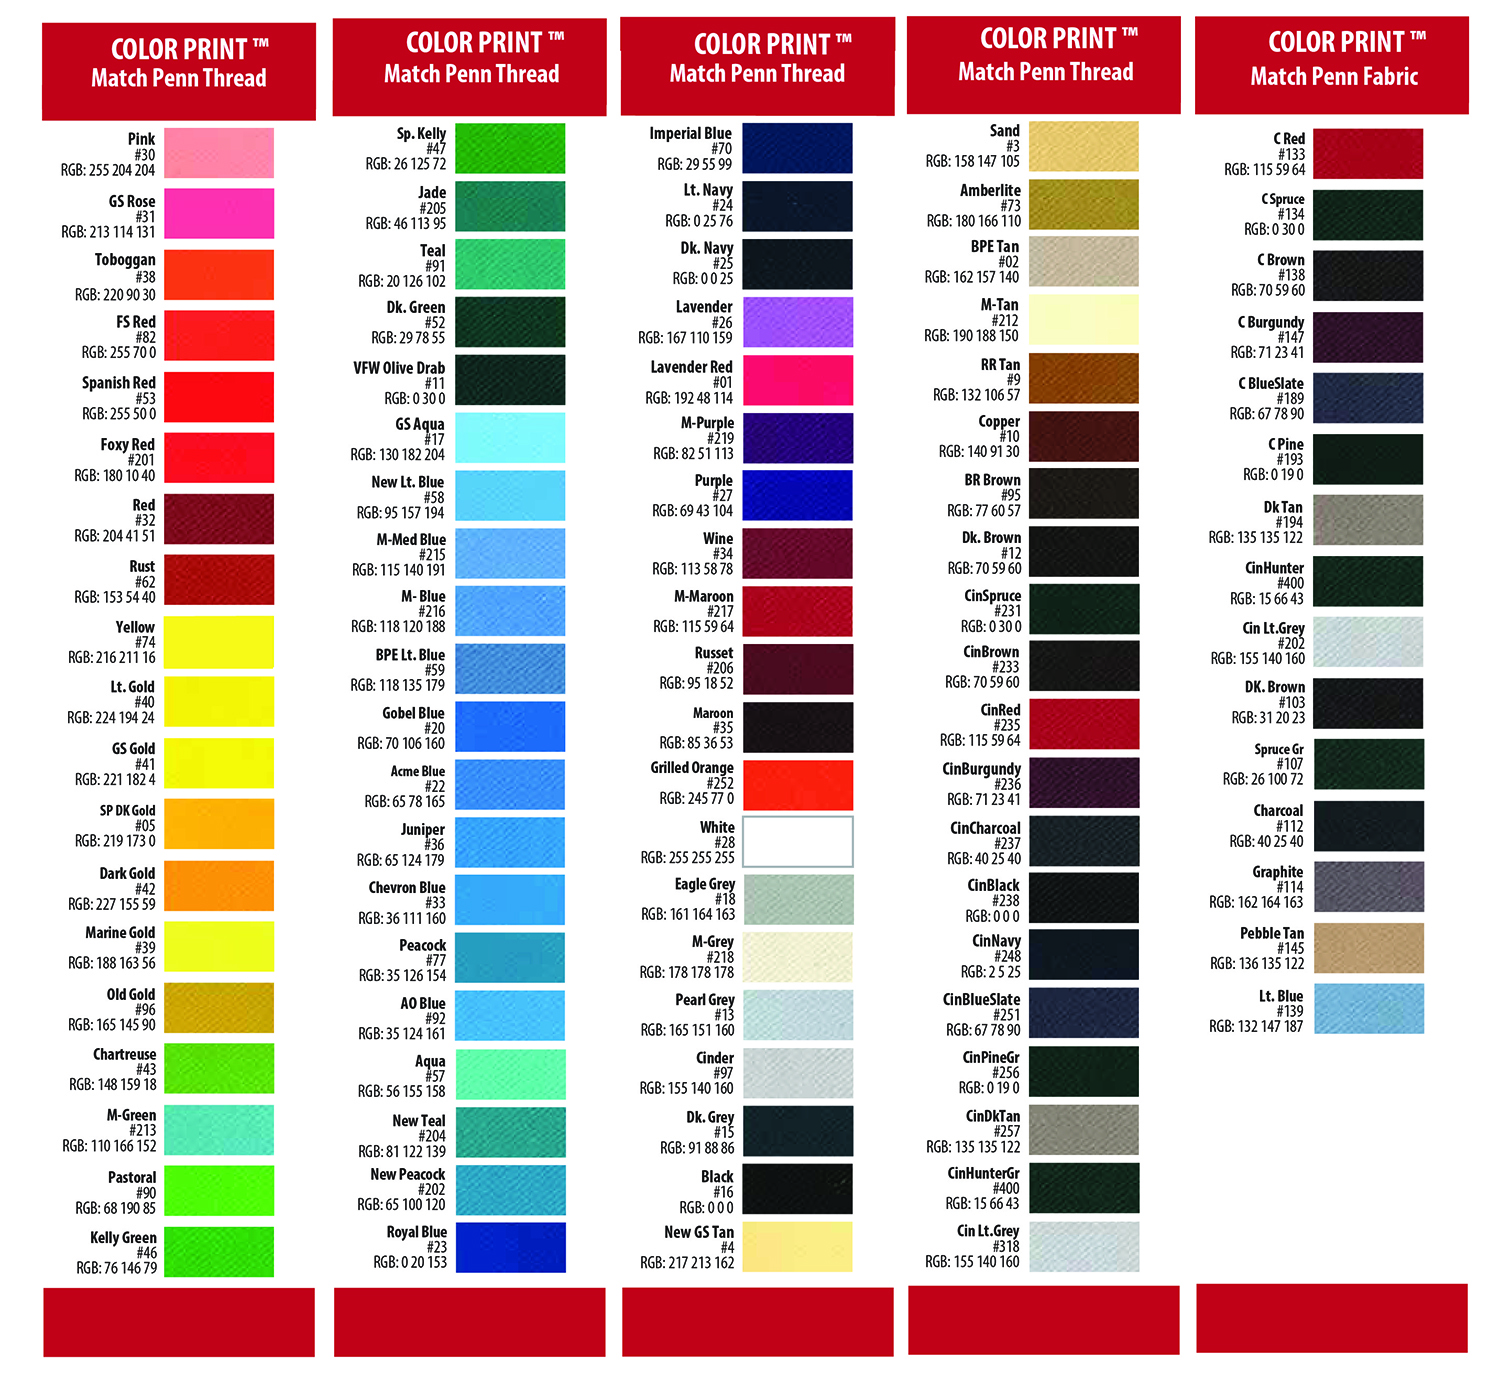 COLOR PRINT ™
Match Penn Thread
Pink
#30
RGB: 255 204 204
GS Rose
#31
RGB: 213 114 131
Toboggan
#38
RGB: 220 90 30
FS Red
#82
RGB: 255 70 0
Spanish Red
#53
RGB: 255 50 0
Foxy Red
#201
RGB: 180 10 40
Red
#32
RGB: 204 41 51
Rust
#62
RGB: 153 54 40
Yellow
#74
RGB: 216 211 16
Lt. Gold
#40
RGB: 224 194 24
GS Gold
#41
RGB: 221 182 4
SP DK Gold
#05
RGB: 219 173 0
Dark Gold
#42
RGB: 227 155 59
Marine Gold
#39
RGB: 188 163 56
Old Gold
#96
RGB: 165 145 90
Chartreuse
#43
RGB: 148 159 18
M-Green
#213
RGB: 110 166 152
Pastoral
#90
RGB: 68 190 85
Kelly Green
#46
RGB: 76 146 79
COLOR PRINT ™
Match Penn Thread
Sp. Kelly
#47
RGB: 26 125 72
Jade
#205
RGB: 46 113 95
Teal
#91
RGB: 20 126 102
Dk. Green
#52
RGB: 29 78 55
VFW Olive Drab
#11
RGB: 0 30 0
GS Aqua
#17
RGB: 130 182 204
New Lt. Blue
#58
RGB: 95 157 194
M-Med Blue
#215
RGB: 115 140 191
M- Blue
#216
RGB: 118 120 188
BPE Lt. Blue
#59
RGB: 118 135 179
Gobel Blue
#20
RGB: 70 106 160
Acme Blue
#22
RGB: 65 78 165
Juniper
#36
RGB: 65 124 179
Chevron Blue
#33
RGB: 36 111 160
Peacock
#77
RGB: 35 126 154
AO Blue
#92
RGB: 35 124 161
Aqua
#57
RGB: 56 155 158
New Teal
#204
RGB: 81 122 139
New Peacock
#202
RGB: 65 100 120
Royal Blue
#23
RGB: 0 20 153
COLOR PRINT ™
Match Penn Thread
Imperial Blue
#70
RGB: 29 55 99
Lt. Navy
#24
RGB: 0 25 76
Dk. Navy
#25
RGB: 0 0 25
Lavender
#26
RGB: 167 110 159
Lavender Red
#01
RGB: 192 48 114
M-Purple
#219
RGB: 82 51 113
Purple
#27
RGB: 69 43 104
Wine
#34
RGB: 113 58 78
M-Maroon
#217
RGB: 115 59 64
Russet
#206
RGB: 95 18 52
Maroon
#35
RGB: 85 36 53
Grilled Orange
#252
RGB: 245 77 0
White
#28
RGB: 255 255 255
Eagle Grey
#18
RGB: 161 164 163
M-Grey
#218
RGB: 178 178 178
Pearl Grey
#13
RGB: 165 151 160
Cinder
#97
RGB: 155 140 160
Dk. Grey
#15
RGB: 91 88 86
Black
#16
RGB: 0 0 0
New GS Tan
#4
RGB: 217 213 162
COLOR PRINT ™
Match Penn Thread
Sand
#3
RGB: 158 147 105
Amberlite
#73
RGB: 180 166 110
BPE Tan
#02
RGB: 162 157 140
M-Tan
#212
RGB: 190 188 150
RR Tan
#9
RGB: 132 106 57
Copper
#10
RGB: 140 91 30
BR Brown
#95
RGB: 77 60 57
Dk. Brown
#12
RGB: 70 59 60
CinSpruce
#231
RGB: 0 30 0
CinBrown
#233
RGB: 70 59 60
CinRed
#235
RGB: 115 59 64
CinBurgundy
#236
RGB: 71 23 41
CinCharcoal
#237
RGB: 40 25 40
CinBlack
#238
RGB: 0 0 0
CinNavy
#248
RGB: 2 5 25
CinBlueSlate
#251
RGB: 67 78 90
CinPineGr
#256
RGB: 0 19 0
CinDkTan
#257
RGB: 135 135 122
CinHunterGr
#400
RGB: 15 66 43
Cin Lt.Grey
#318
RGB: 155 140 160
COLOR PRINT ™
Match Penn Fabric
C Red
#133
RGB: 115 59 64
C Spruce
#134
RGB: 0 30 0
C Brown
#138
RGB: 70 59 60
C Burgundy
#147
RGB: 71 23 41
C BlueSlate
#189
RGB: 67 78 90
C Pine
#193
RGB: 0 19 0
Dk Tan
#194
RGB: 135 135 122
CinHunter
#400
RGB: 15 66 43
Cin Lt.Grey
#202
RGB: 155 140 160
DK. Brown
#103
RGB: 31 20 23
Spruce Gr
#107
RGB: 26 100 72
Charcoal
#112
RGB: 40 25 40
Graphite
#114
RGB: 162 164 163
Pebble Tan
#145
RGB: 136 135 122
Lt. Blue
#139
RGB: 132 147 187